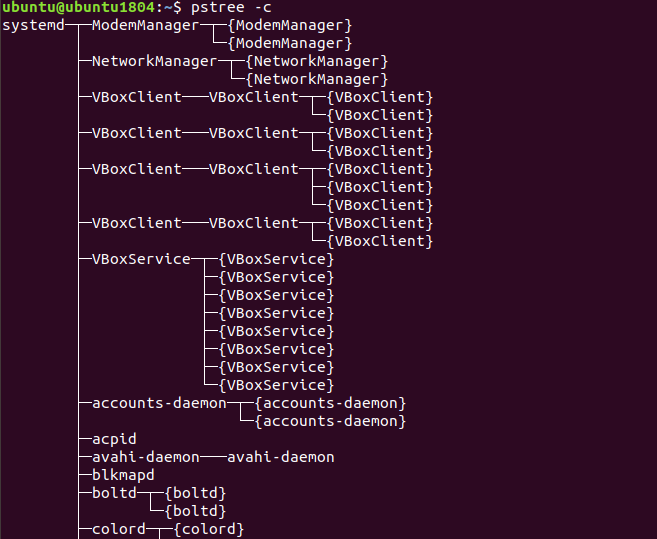 ubuntu@ubuntu1804:~$ pstree -c
systemd─┬─ModemManager─┬─{ModemManager}
        │              └─{ModemManager}
        ├─NetworkManager─┬─{NetworkManager}
        │                └─{NetworkManager}
        ├─VBoxClient───VBoxClient─┬─{VBoxClient}
        │                         └─{VBoxClient}
        ├─VBoxClient───VBoxClient─┬─{VBoxClient}
        │                         └─{VBoxClient}
        ├─VBoxClient───VBoxClient─┬─{VBoxClient}
        │                         ├─{VBoxClient}
        │                         └─{VBoxClient}
        ├─VBoxClient───VBoxClient─┬─{VBoxClient}
        │                         └─{VBoxClient}
        ├─VBoxService─┬─{VBoxService}
        │             ├─{VBoxService}
        │             ├─{VBoxService}
        │             ├─{VBoxService}
        │             ├─{VBoxService}
        │             ├─{VBoxService}
        │             ├─{VBoxService}
        │             └─{VBoxService}
        ├─accounts-daemon─┬─{accounts-daemon}
        │                 └─{accounts-daemon}
        ├─acpid
        ├─avahi-daemon───avahi-daemon
        ├─blkmapd
        ├─boltd─┬─{boltd}
        │       └─{boltd}
        ├─colord─┬─{colord}